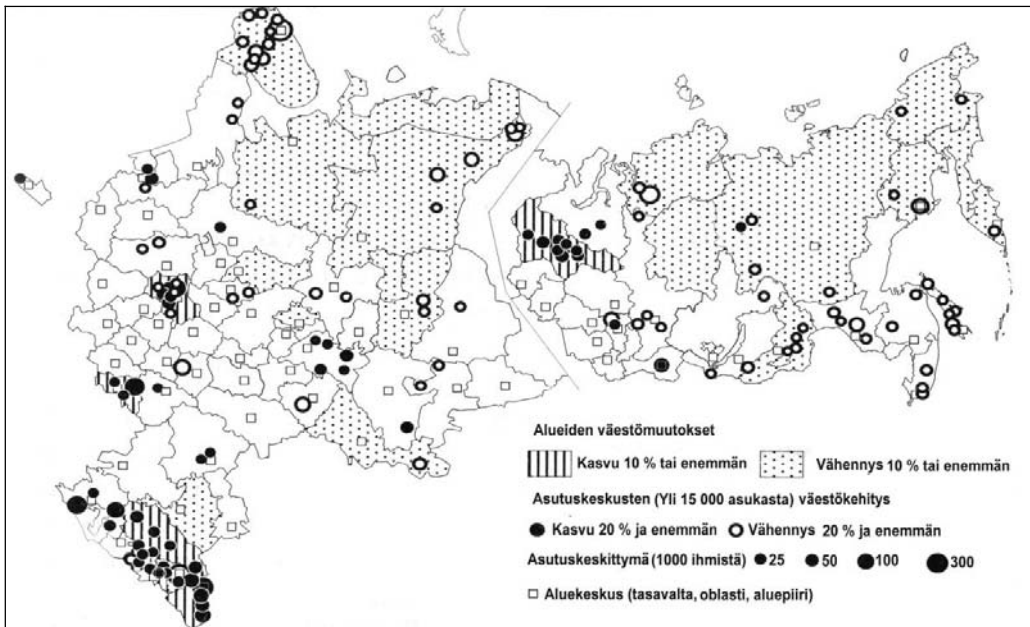 Alueiden väestömuutokset
Kasvu 10 % tai enemmän Vähennys 10 % tai enemmän
Asutuskeskusten (Yli 15 000 asukasta) väestökehitys
Kasvu 20 % ja enemmän Vähennys 20 % ja enemmän
Asutuskeskittymä (1000 ihmistä) 25 50 100 300
Aluekeskus (tasavalta, oblasti, aluepiiri)